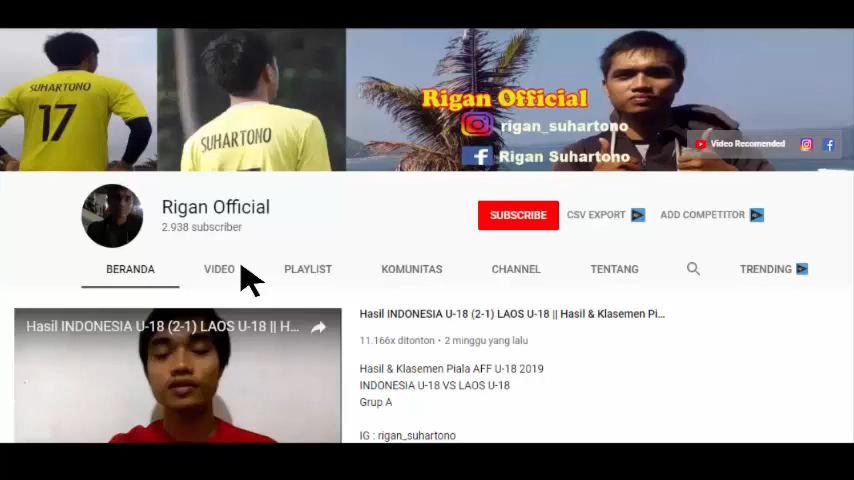 SUHARTONO
17
SUHARTONO
Rigan Official
rigan_suhartono
Rigan Suhartono
Video Recomended
Rigan Official
2.938 subscriber
SUBSCRIBE
CSV EXPORT
ADD COMPETITOR
BERANDA
VIDEO
PLAYLIST
KOMUNITAS
CHANNEL
TENTANG
TRENDING
Hasil INDONESIA U-18 (2-1) LAOS U-18 || H...
Hasil INDONESIA U-18 (2-1) LAOS U-18 || Hasil & Klasemen Pi...
11.166x ditonton • 2 minggu yang lalu
Hasil & Klasemen Piala AFF U-18 2019
INDONESIA U-18 VS LAOS U-18
Grup A
IG : rigan_suhartono